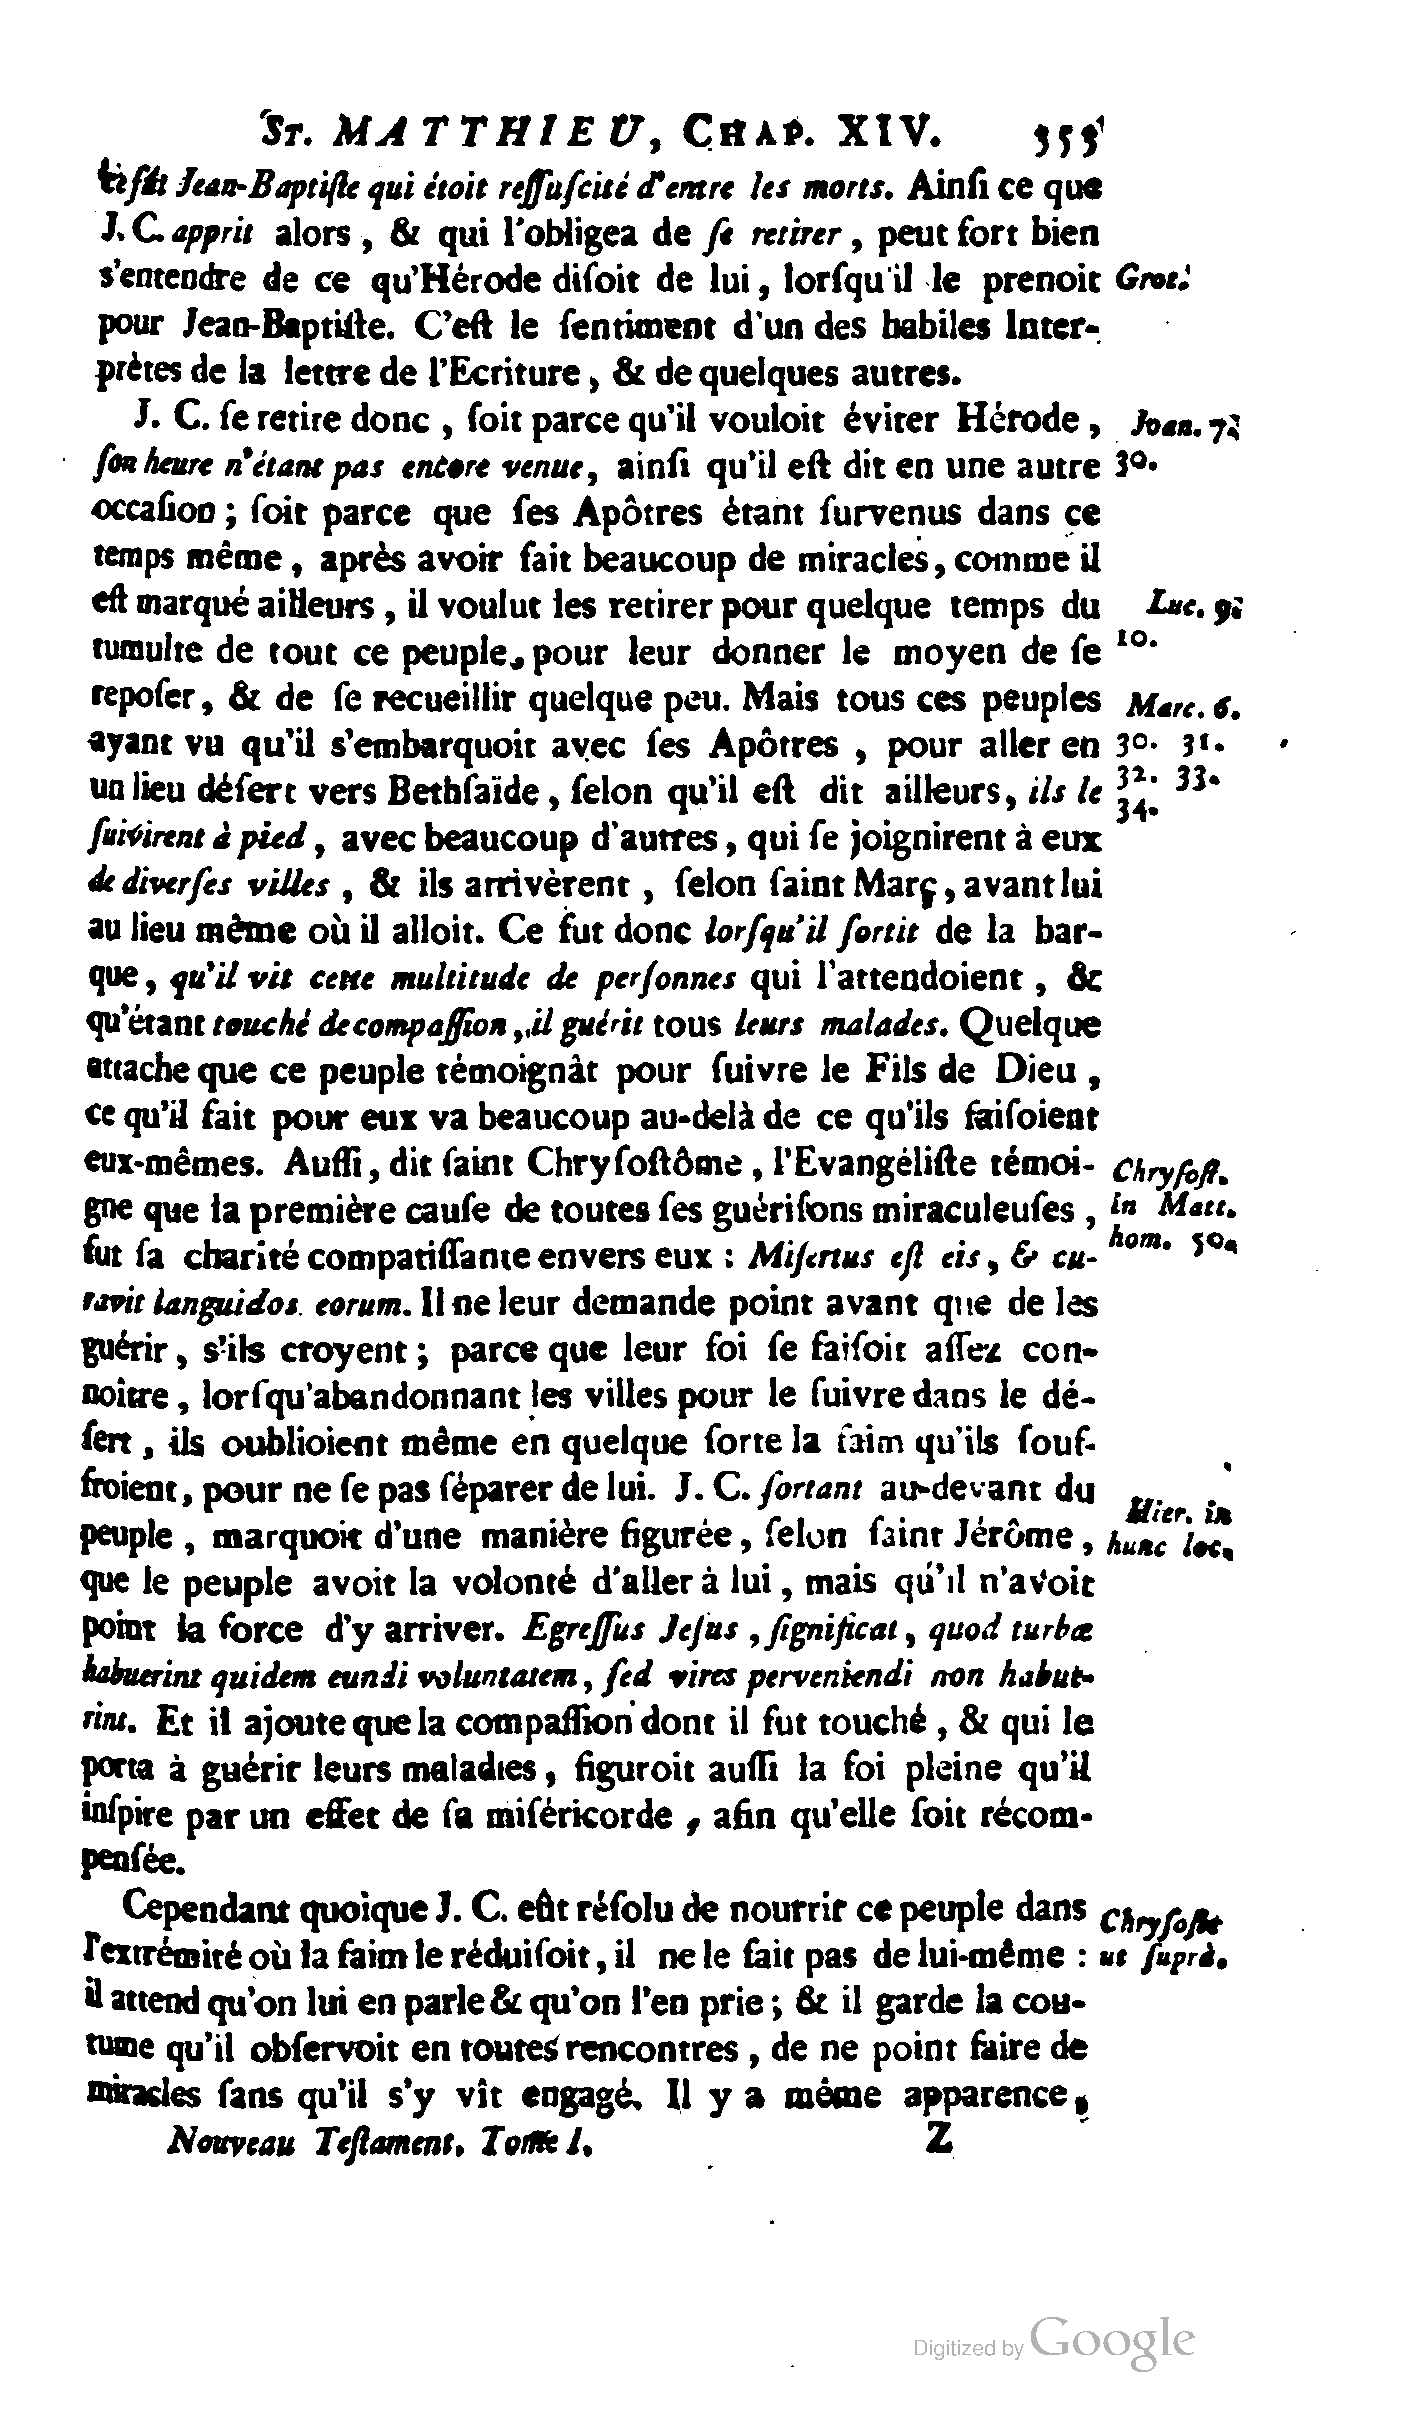 ST. MATTHIEU, CHAP. XIV. 353
Jean-Baptiſte qui étoit reſſuſcité d'entre les morts. Ainſi ce que
J. C. apprit alors, & qui l'obligea de ſe retirer, peut fort bien
s'entendre de ce qu'Hérode diſoit de lui, lorſqu'il le prenoit
Grot.
pour Jean-Baptiſte. C'eſt le ſentiment d'un des habiles Inter-
prètes de la lettre de l'Ecriture, & de quelques autres.
J. C. ſe retire donc, ſoit parce qu'il vouloit éviter Hérode,
Joan. 7.
ſon heure n'étant pas encore venue, ainſi qu'il eſt dit en une autre
30.
occaſion; ſoit parce que ſes Apôtres étant ſurvenus dans ce
temps même, après avoir fait beaucoup de miracles, comme il
eſt marqué ailleurs, il voulut les retirer pour quelque temps du
Luc. 9.
tumulte de tout ce peuple, pour leur donner le moyen de ſe
10.
repoſer, & de ſe recueillir quelque peu. Mais tous ces peuples
Marc. 6.
ayant vu qu'il s'embarquoit avec ſes Apôtres, pour aller en
30. 31.
un lieu déſert vers Bethſaïde, ſelon qu'il eſt dit ailleurs, ils le
32. 33.
34.
ſuivirent à pied, avec beaucoup d'autres, qui ſe joignirent à eux
de diverſes villes, & ils arrivèrent, ſelon ſaint Marc, avant lui
au lieu même où il alloit. Ce fut donc lorſqu'il ſortit de la bar-
que, qu'il vit cette multitude de perſonnes qui l'attendoient, &
qu'étant touché de compaſſion, il guérit tous leurs malades. Quelque
attache que ce peuple témoignât pour ſuivre le Fils de Dieu,
ce qu'il fait pour eux va beaucoup au-delà de ce qu'ils faiſoient
eux-mêmes. Auſſi, dit ſaint Chryſoſtôme, l'Evangéliſte témoi-
Chryſoſt.
gne que la première cauſe de toutes ſes guériſons miraculeuſes,
in Matt.
fut ſa charité compatiſſante envers eux : Miſertus eſt eis, & cu-
hom. 50.
ravit languidos eorum. Il ne leur demande point avant que de les
guérir, s'ils croyent; parce que leur foi ſe faiſoit aſſez con-
noître, lorſqu'abandonnant les villes pour le ſuivre dans le dé-
ſert, ils oublioient même en quelque ſorte la faim qu'ils ſouf-
froient, pour ne ſe pas ſéparer de lui. J. C. ſortant au-devant du
Hier. in
peuple, marquoit d'une manière figurée, ſelon ſaint Jérôme,
hunc loc.
que le peuple avoit la volonté d'aller à lui, mais qu'il n'avoit
point la force d'y arriver. Egreſſus Jeſus, ſignificat, quod turbæ
habuerint quidem eundi voluntatem, ſed vires perveniendi non habue-
rint. Et il ajoute que la compaſſion dont il fut touché, & qui le
porta à guérir leurs maladies, figuroit auſſi la foi pleine qu'il
inſpire par un effet de ſa miſéricorde, afin qu'elle ſoit récom-
penſée.
Cependant quoique J. C. eût réſolu de nourrir ce peuple dans
Chryſoſt.
l'extrémité où la faim le réduiſoit, il ne le fait pas de lui-même :
ut ſuprà.
il attend qu'on lui en parle & qu'on l'en prie; & il garde la cou-
tume qu'il obſervoit en toutes rencontres, de ne point faire de
miracles ſans qu'il s'y vît engagé. Il y a même apparence,
Nouveau Teſtament. Tome I. Z
Digitized by Google